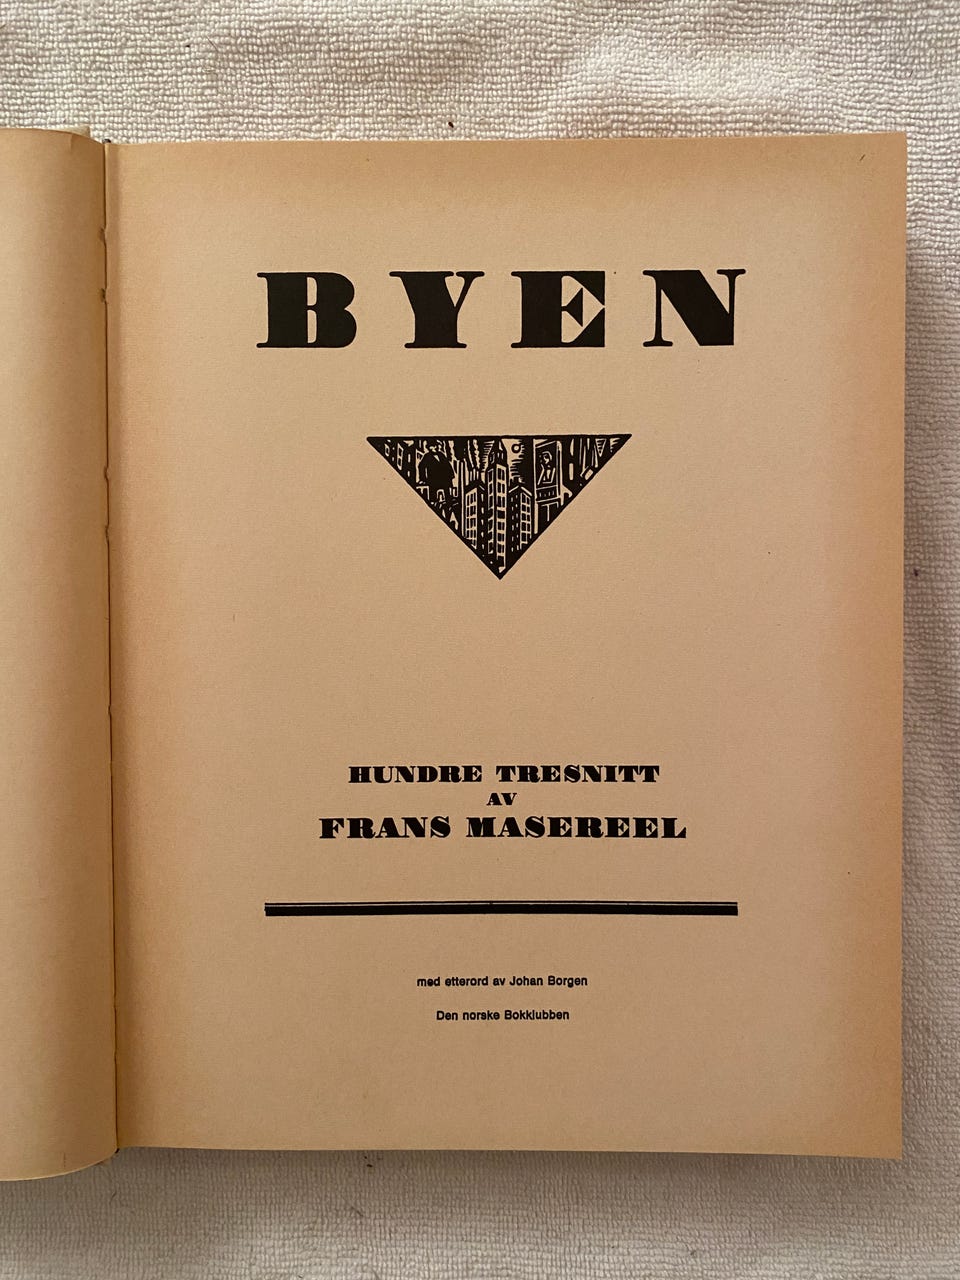 BYEN
HUNDRE TRESNITT
AV
FRANS MASEREEL
med etterord av Johan Borgen
Den norske Bokklubben